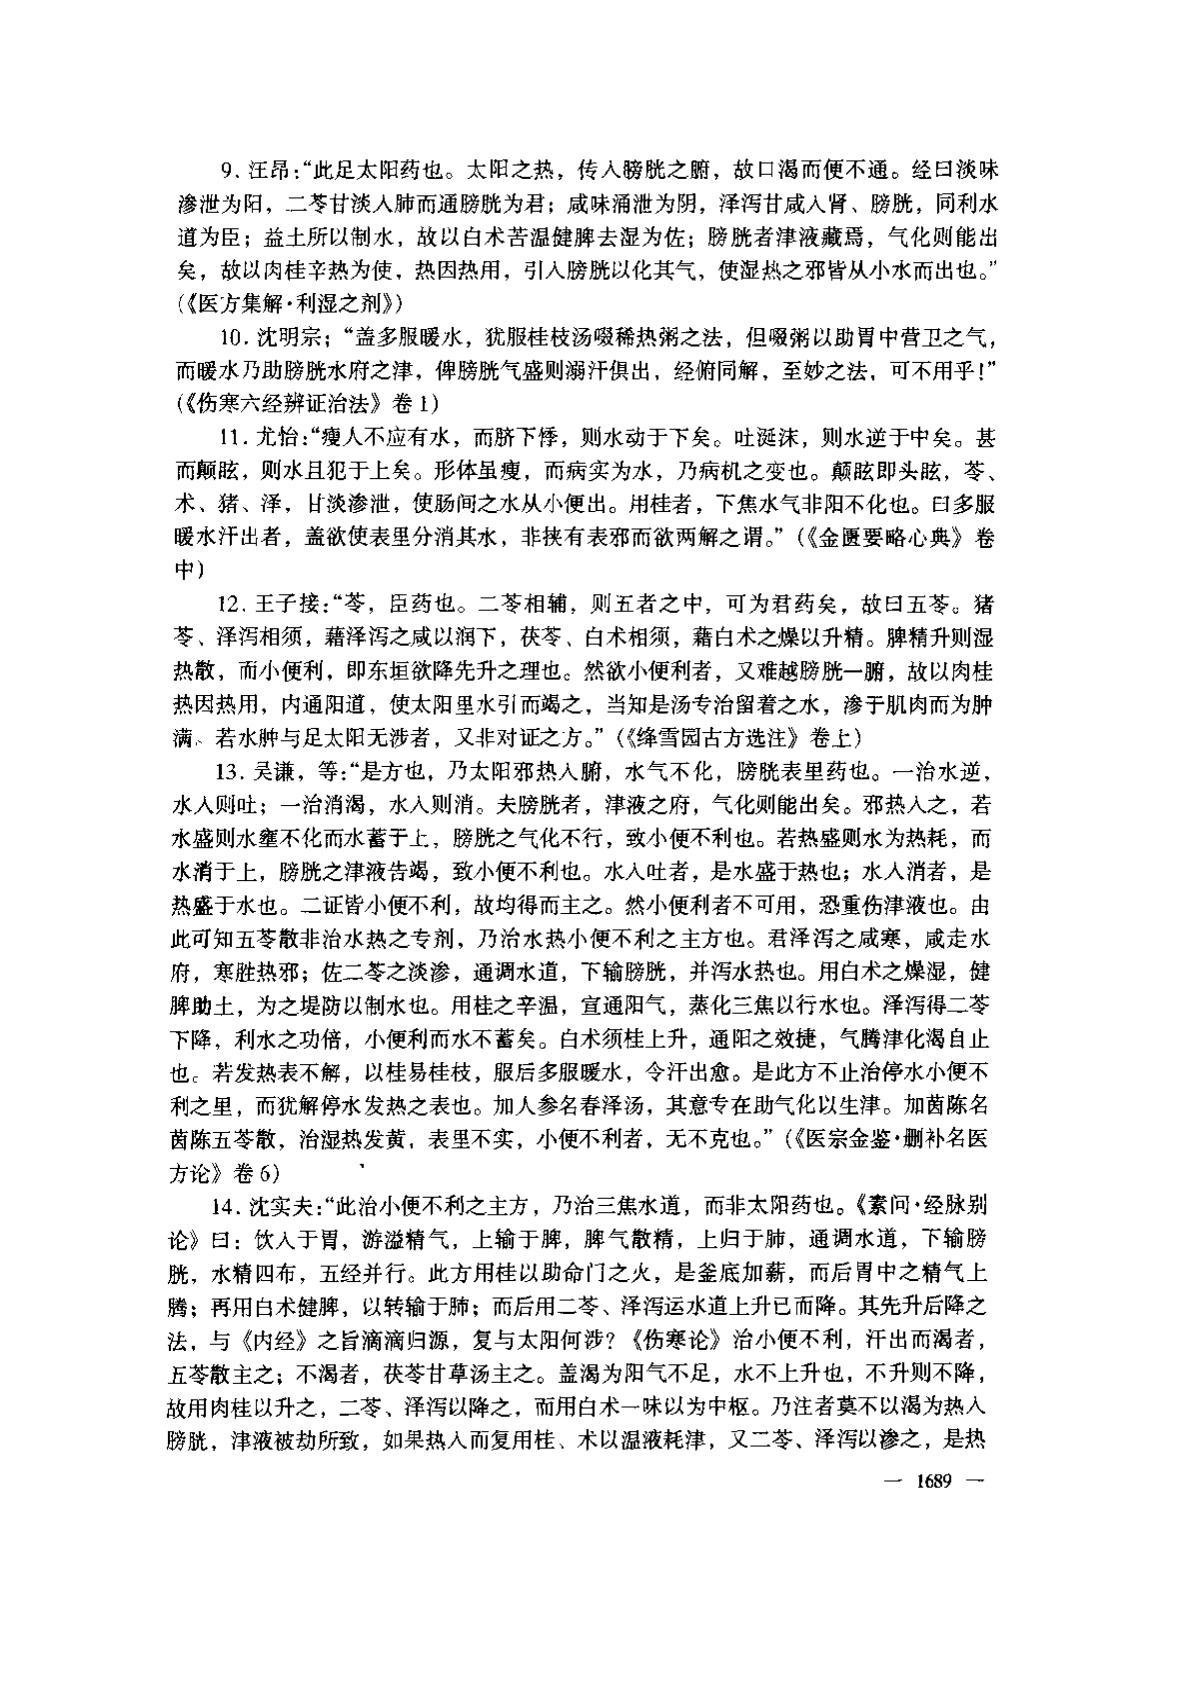 9. 汪昂:“此足太阳药也。太阳之热，传入膀胱之腑，故口渴而便不通。经曰淡味
渗泄为阳，二苓甘淡入肺而通膀胱为君；咸味涌泄为阴，泽泻甘咸入肾、膀胱，同利水
道为臣；益土所以制水，故以白术苦温健脾去湿为佐；膀胱者津液藏焉，气化则能出
矣，故以肉桂辛热为使，热因热用，引入膀胱以化其气，使湿热之邪皆从小水而出也。”
(《医方集解·利湿之剂》)
10. 沈明宗；“盖多服暖水，犹服桂枝汤啜稀热粥之法，但啜粥以助胃中营卫之气，
而暖水乃助膀胱水府之津，俾膀胱气盛则溺汗俱出，经俯同解，至妙之法，可不用乎!”
(《伤寒六经辨证治法》卷 1)
11. 尤怡:“瘦人不应有水，而脐下悸，则水动于下矣。吐涎沫，则水逆于中矣。甚
而颠眩，则水且犯于上矣。形体虽瘦，而病实为水，乃病机之变也。颠眩即头眩，苓、
术、猪、泽，甘淡渗泄，使肠间之水从小便出。用桂者，下焦水气非阳不化也。曰多服
暖水汗出者，盖欲使表里分消其水，非挟有表邪而欲两解之谓。”(《金匮要略心典》卷
中)
12. 王子接:“苓，臣药也。二苓相辅，则五者之中，可为君药矣，故曰五苓。猪
苓、泽泻相须，藉泽泻之咸以润下，茯苓、白术相须，藉白术之燥以升精。脾精升则湿
热散，而小便利，即东垣欲降先升之理也。然欲小便利者，又难越膀胱一腑，故以肉桂
热因热用，内通阳道，使太阳里水引而竭之，当知是汤专治留着之水，渗于肌肉而为肿
满、若水肿与足太阳无涉者，又非对证之方。”(《绛雪园古方选注》卷上)
13. 吴谦，等:“是方也，乃太阳邪热入腑，水气不化，膀胱表里药也。一治水逆，
水入则吐；一治消渴，水入则消。夫膀胱者，津液之府，气化则能出矣。邪热入之，若
水盛则水壅不化而水蓄于上，膀胱之气化不行，致小便不利也。若热盛则水为热耗，而
水消于上，膀胱之津液告竭，致小便不利也。水入吐者，是水盛于热也；水入消者，是
热盛于水也。二证皆小便不利，故均得而主之。然小便利者不可用，恐重伤津液也。由
此可知五苓散非治水热之专剂，乃治水热小便不利之主方也。君泽泻之咸寒，咸走水
府，寒胜热邪；佐二苓之淡渗，通调水道，下输膀胱，并泻水热也。用白术之燥湿，健
脾助土，为之堤防以制水也。用桂之辛温，宣通阳气，蒸化三焦以行水也。泽泻得二苓
下降，利水之功倍，小便利而水不蓄矣。白术须桂上升，通阳之效捷，气腾津化渴自止
也。若发热表不解，以桂易桂枝，服后多服暖水，令汗出愈。是此方不止治停水小便不
利之里，而犹解停水发热之表也。加人参名春泽汤，其意专在助气化以生津。加茵陈名
茵陈五苓散，治湿热发黄，表里不实，小便不利者，无不克也。”(《医宗金鉴·删补名医
方论》卷 6)
14. 沈实夫:“此治小便不利之主方，乃治三焦水道，而非太阳药也。《素问·经脉别
论》曰：饮入于胃，游溢精气，上输于脾，脾气散精，上归于肺，通调水道，下输膀
胱，水精四布，五经并行。此方用桂以助命门之火，是釜底加薪，而后胃中之精气上
腾；再用白术健脾，以转输于肺；而后用二苓、泽泻运水道上升已而降。其先升后降之
法，与《内经》之旨滴滴归源，复与太阳何涉？《伤寒论》治小便不利，汗出而渴者，
五苓散主之；不渴者，茯苓甘草汤主之。盖渴为阳气不足，水不上升也，不升则不降，
故用肉桂以升之，二苓、泽泻以降之，而用白术一味以为中枢。乃注者莫不以渴为热入
膀胱，津液被劫所致，如果热入而复用桂、术以温液耗津，又二苓、泽泻以渗之，是热
— 1689 —